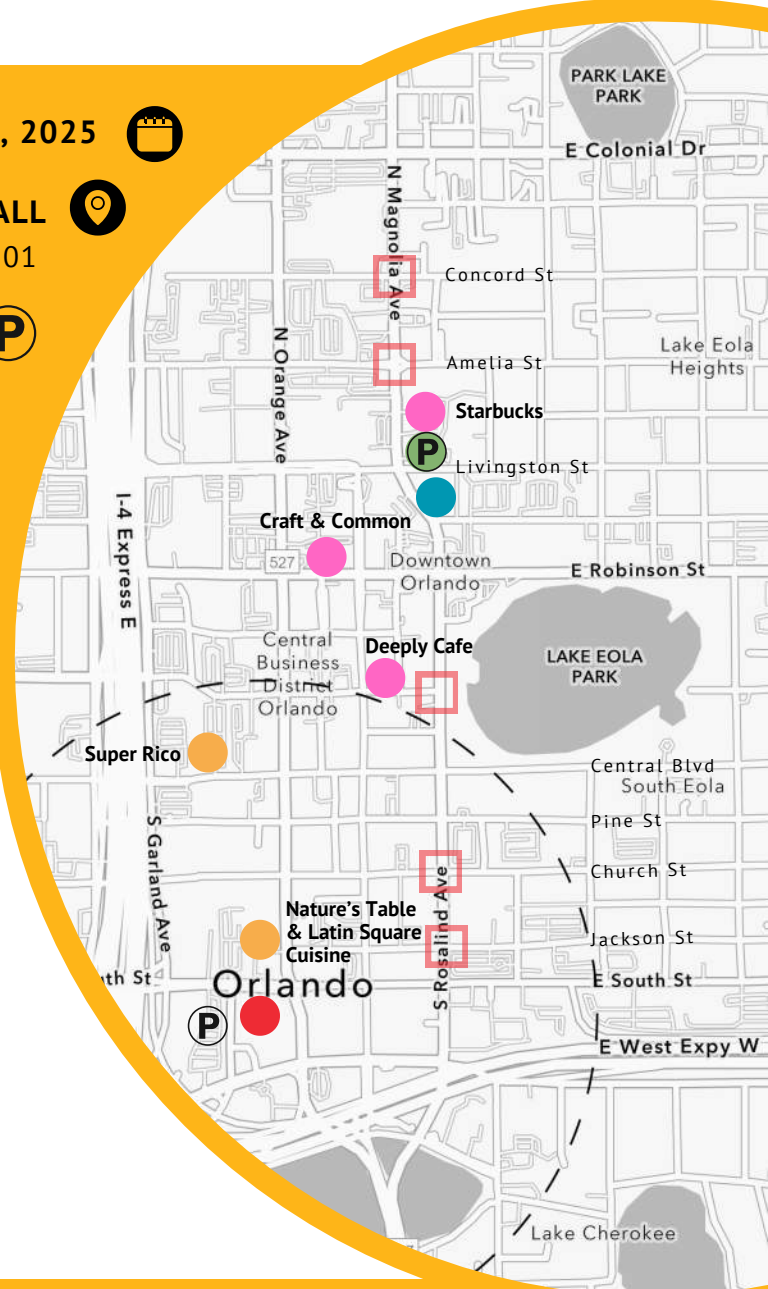 , 2025
ALL
01
P
PARK LAKE
PARK
E Colonial Dr
N Magnolia Ave
Concord St
N Orange Ave
Lake Eola
Heights
Amelia St
Starbucks
P
Livingston St
I-4 Express E
Craft & Common
527
Downtown
Orlando
E Robinson St
Central
Business
District
Orlando
Deeply Cafe
LAKE EOLA
PARK
Super Rico
Central Blvd
South Eola
Pine St
S Garland Ave
Church St
S Rosalind Ave
Nature's Table
& Latin Square
Cuisine
Jackson St
uth St
Orlando
E South St
P
E West Expy W
Lake Cherokee